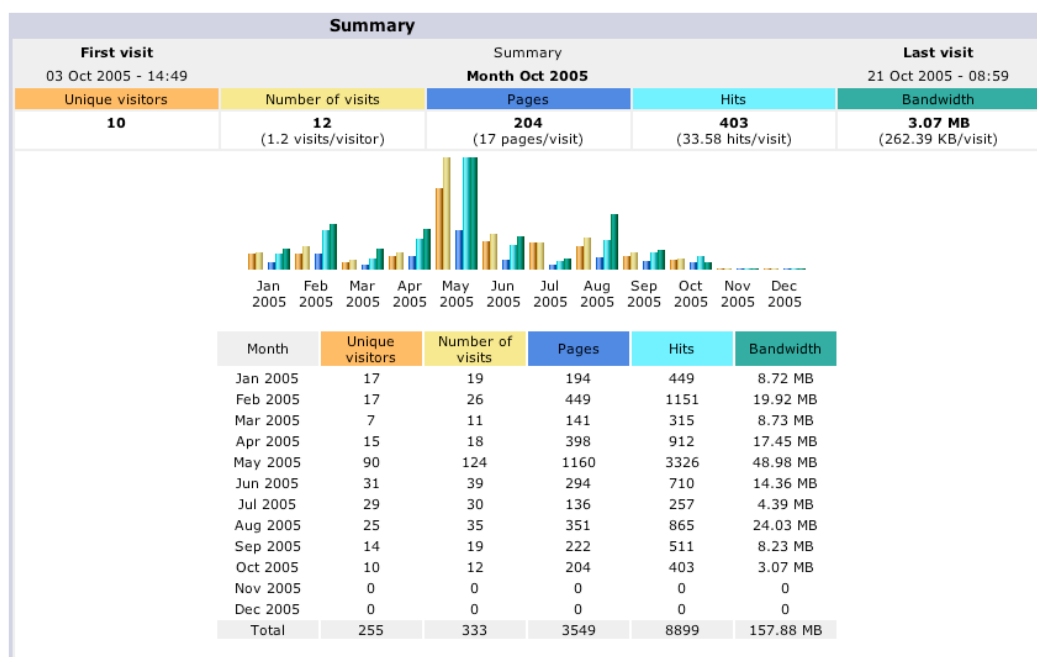 Summary
First visit Summary Last visit
03 Oct 2005 - 14:49 Month Oct 2005 21 Oct 2005 - 08:59
Unique visitors Number of visits Pages Hits Bandwidth
10 12 204 403 3.07 MB
(1.2 visits/visitor) (17 pages/visit) (33.58 hits/visit) (262.39 KB/visit)
Jan Feb Mar Apr May Jun Jul Aug Sep Oct Nov Dec
2005 2005 2005 2005 2005 2005 2005 2005 2005 2005 2005 2005
Month Unique visitors Number of visits Pages Hits Bandwidth
Jan 2005 17 19 194 449 8.72 MB
Feb 2005 17 26 449 1151 19.92 MB
Mar 2005 7 11 141 315 8.73 MB
Apr 2005 15 18 398 912 17.45 MB
May 2005 90 124 1160 3326 48.98 MB
Jun 2005 31 39 294 710 14.36 MB
Jul 2005 29 30 136 257 4.39 MB
Aug 2005 25 35 351 865 24.03 MB
Sep 2005 14 19 222 511 8.23 MB
Oct 2005 10 12 204 403 3.07 MB
Nov 2005 0 0 0 0 0
Dec 2005 0 0 0 0 0
Total 255 333 3549 8899 157.88 MB